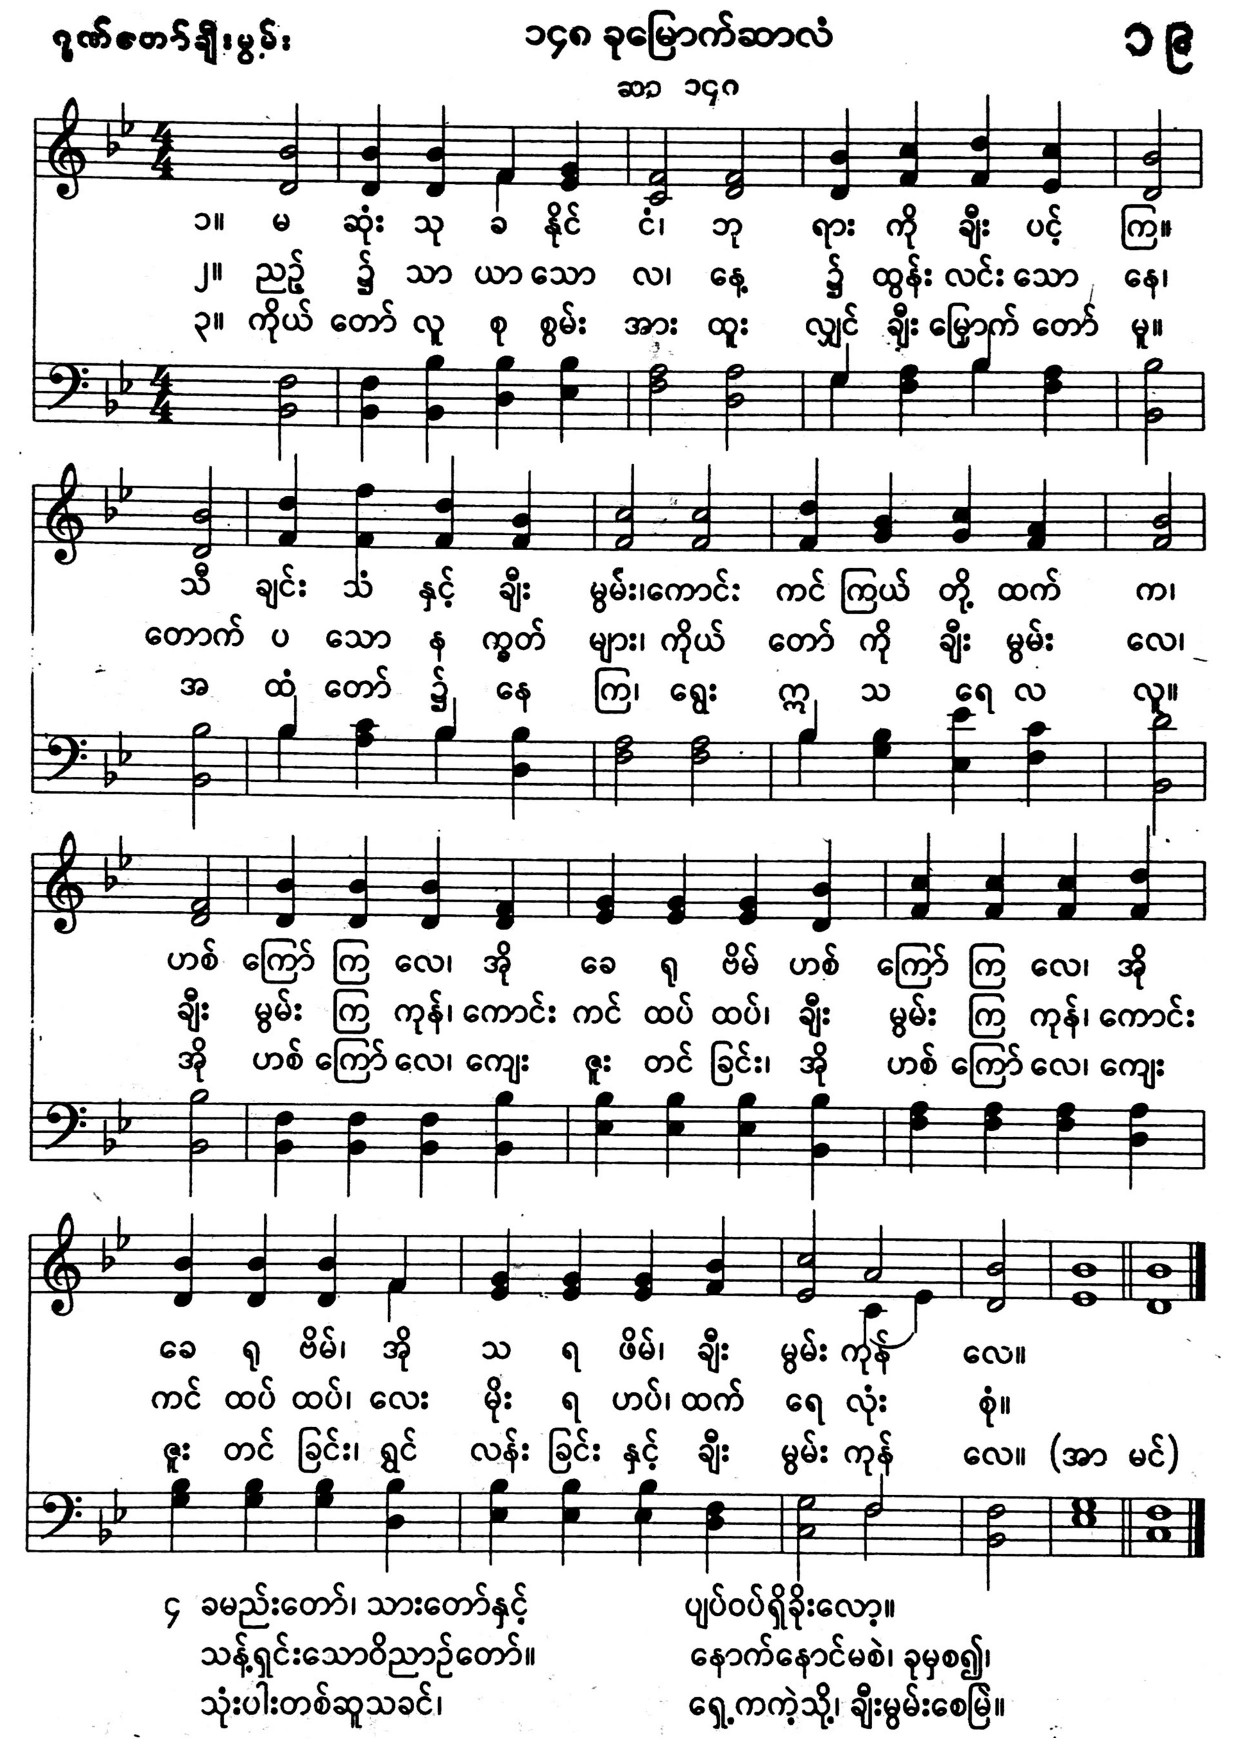 ဂုဏ်တော်ချီးမွမ်း
၁၄၈ ခုမြောက်ဆာလံ
၁၉
ဆာ ၁၄၈
၁။ မ ဆုံး သု ခ နိုင် ငံ၊ ဘု ရား ကို ချီး ပင့် ကြ။
၂။ ညဉ့် ၌ သာ ယာ သော လ၊ နေ့ ၌ ထွန်း လင်း သော နေ၊
၃။ ကိုယ် တော် လူ စု စွမ်း အား ထူး လျှင် ချီး မြှောက် တော် မူ။
သီ ချင်း သံ နှင့် ချီး မွမ်း၊ကောင်း ကင် ကြယ် တို့ ထက် က၊
တောက် ပ သော န က္ခတ် များ၊ ကိုယ် တော် ကို ချီး မွမ်း လေ၊
အ ထံ တော် ၌ နေ ကြ၊ ရွေး ဣ သ ရေ လ လူ။
ဟစ် ကြော် ကြ လေ၊ အို ခေ ရု ဗိမ် ဟစ် ကြော် ကြ လေ၊ အို
ချီး မွမ်း ကြ ကုန်၊ ကောင်း ကင် ထပ် ထပ်၊ ချီး မွမ်း ကြ ကုန်၊ ကောင်း
အို ဟစ် ကြော် လေ၊ ကျေး ဇူး တင် ခြင်း၊ အို ဟစ် ကြော် လေ၊ ကျေး
ခေ ရု ဗိမ်၊ အို သ ရ ဖိမ်၊ ချီး မွမ်း ကုန် လေ။
ကင် ထပ် ထပ်၊ လေး မိုး ရ ဟပ်၊ ထက် ရေ လုံး စုံ။
ဇူး တင် ခြင်း၊ ရွှင် လန်း ခြင်း နှင့် ချီး မွမ်း ကုန် လေ။ (အာ မင်)
၄ ခမည်းတော်၊ သားတော်နှင့် ပျပ်ဝပ်ရှိခိုးလော့။
သန့်ရှင်းသောဝိညာဉ်တော်။ နောက်နောင်မစဲ၊ ခုမှစ၍၊
သုံးပါးတစ်ဆူသခင်၊ ရှေ့ကကဲ့သို့၊ ချီးမွမ်းစေမြဲ။